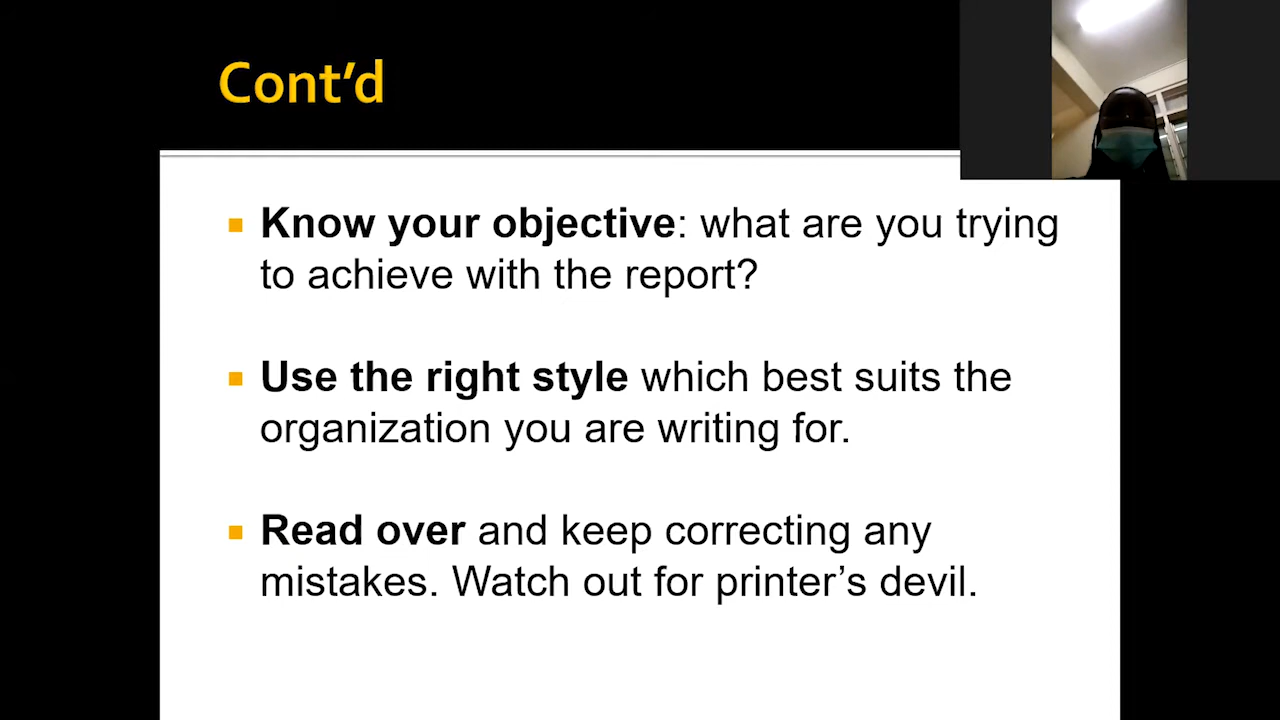 Cont’d
Know your objective: what are you trying
to achieve with the report?
Use the right style which best suits the
organization you are writing for.
Read over and keep correcting any
mistakes. Watch out for printer’s devil.